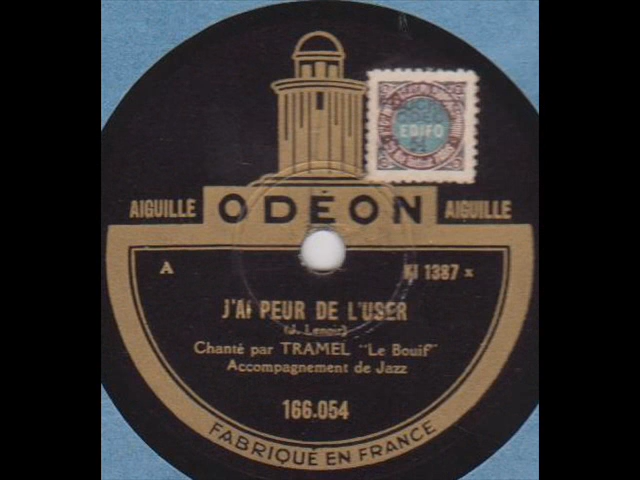 EDIFO
AIGUILLE ODÉON AIGUILLE
A KI 1387 x
J'AI PEUR DE L'USER
(J. Lenoir)
Chanté par TRAMEL "Le Bouif"
Accompagnement de Jazz
166.054
FABRIQUÉ EN FRANCE